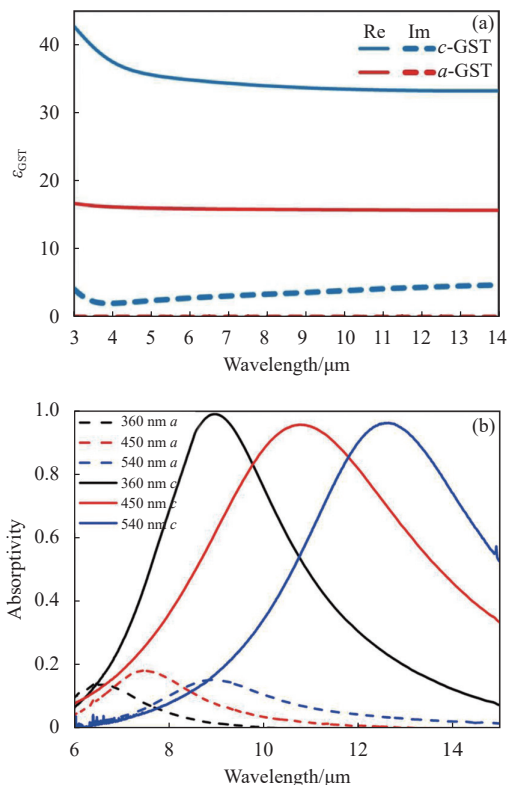 (a)
Re Im
c-GST
a-GST
40
30
20
10
0
εGST
3 4 5 6 7 8 9 10 11 12 13 14
Wavelength/μm
(b)
1.0
0.8
0.6
0.4
0.2
0
360 nm a
450 nm a
540 nm a
360 nm c
450 nm c
540 nm c
Absorptivity
6 8 10 12 14
Wavelength/μm